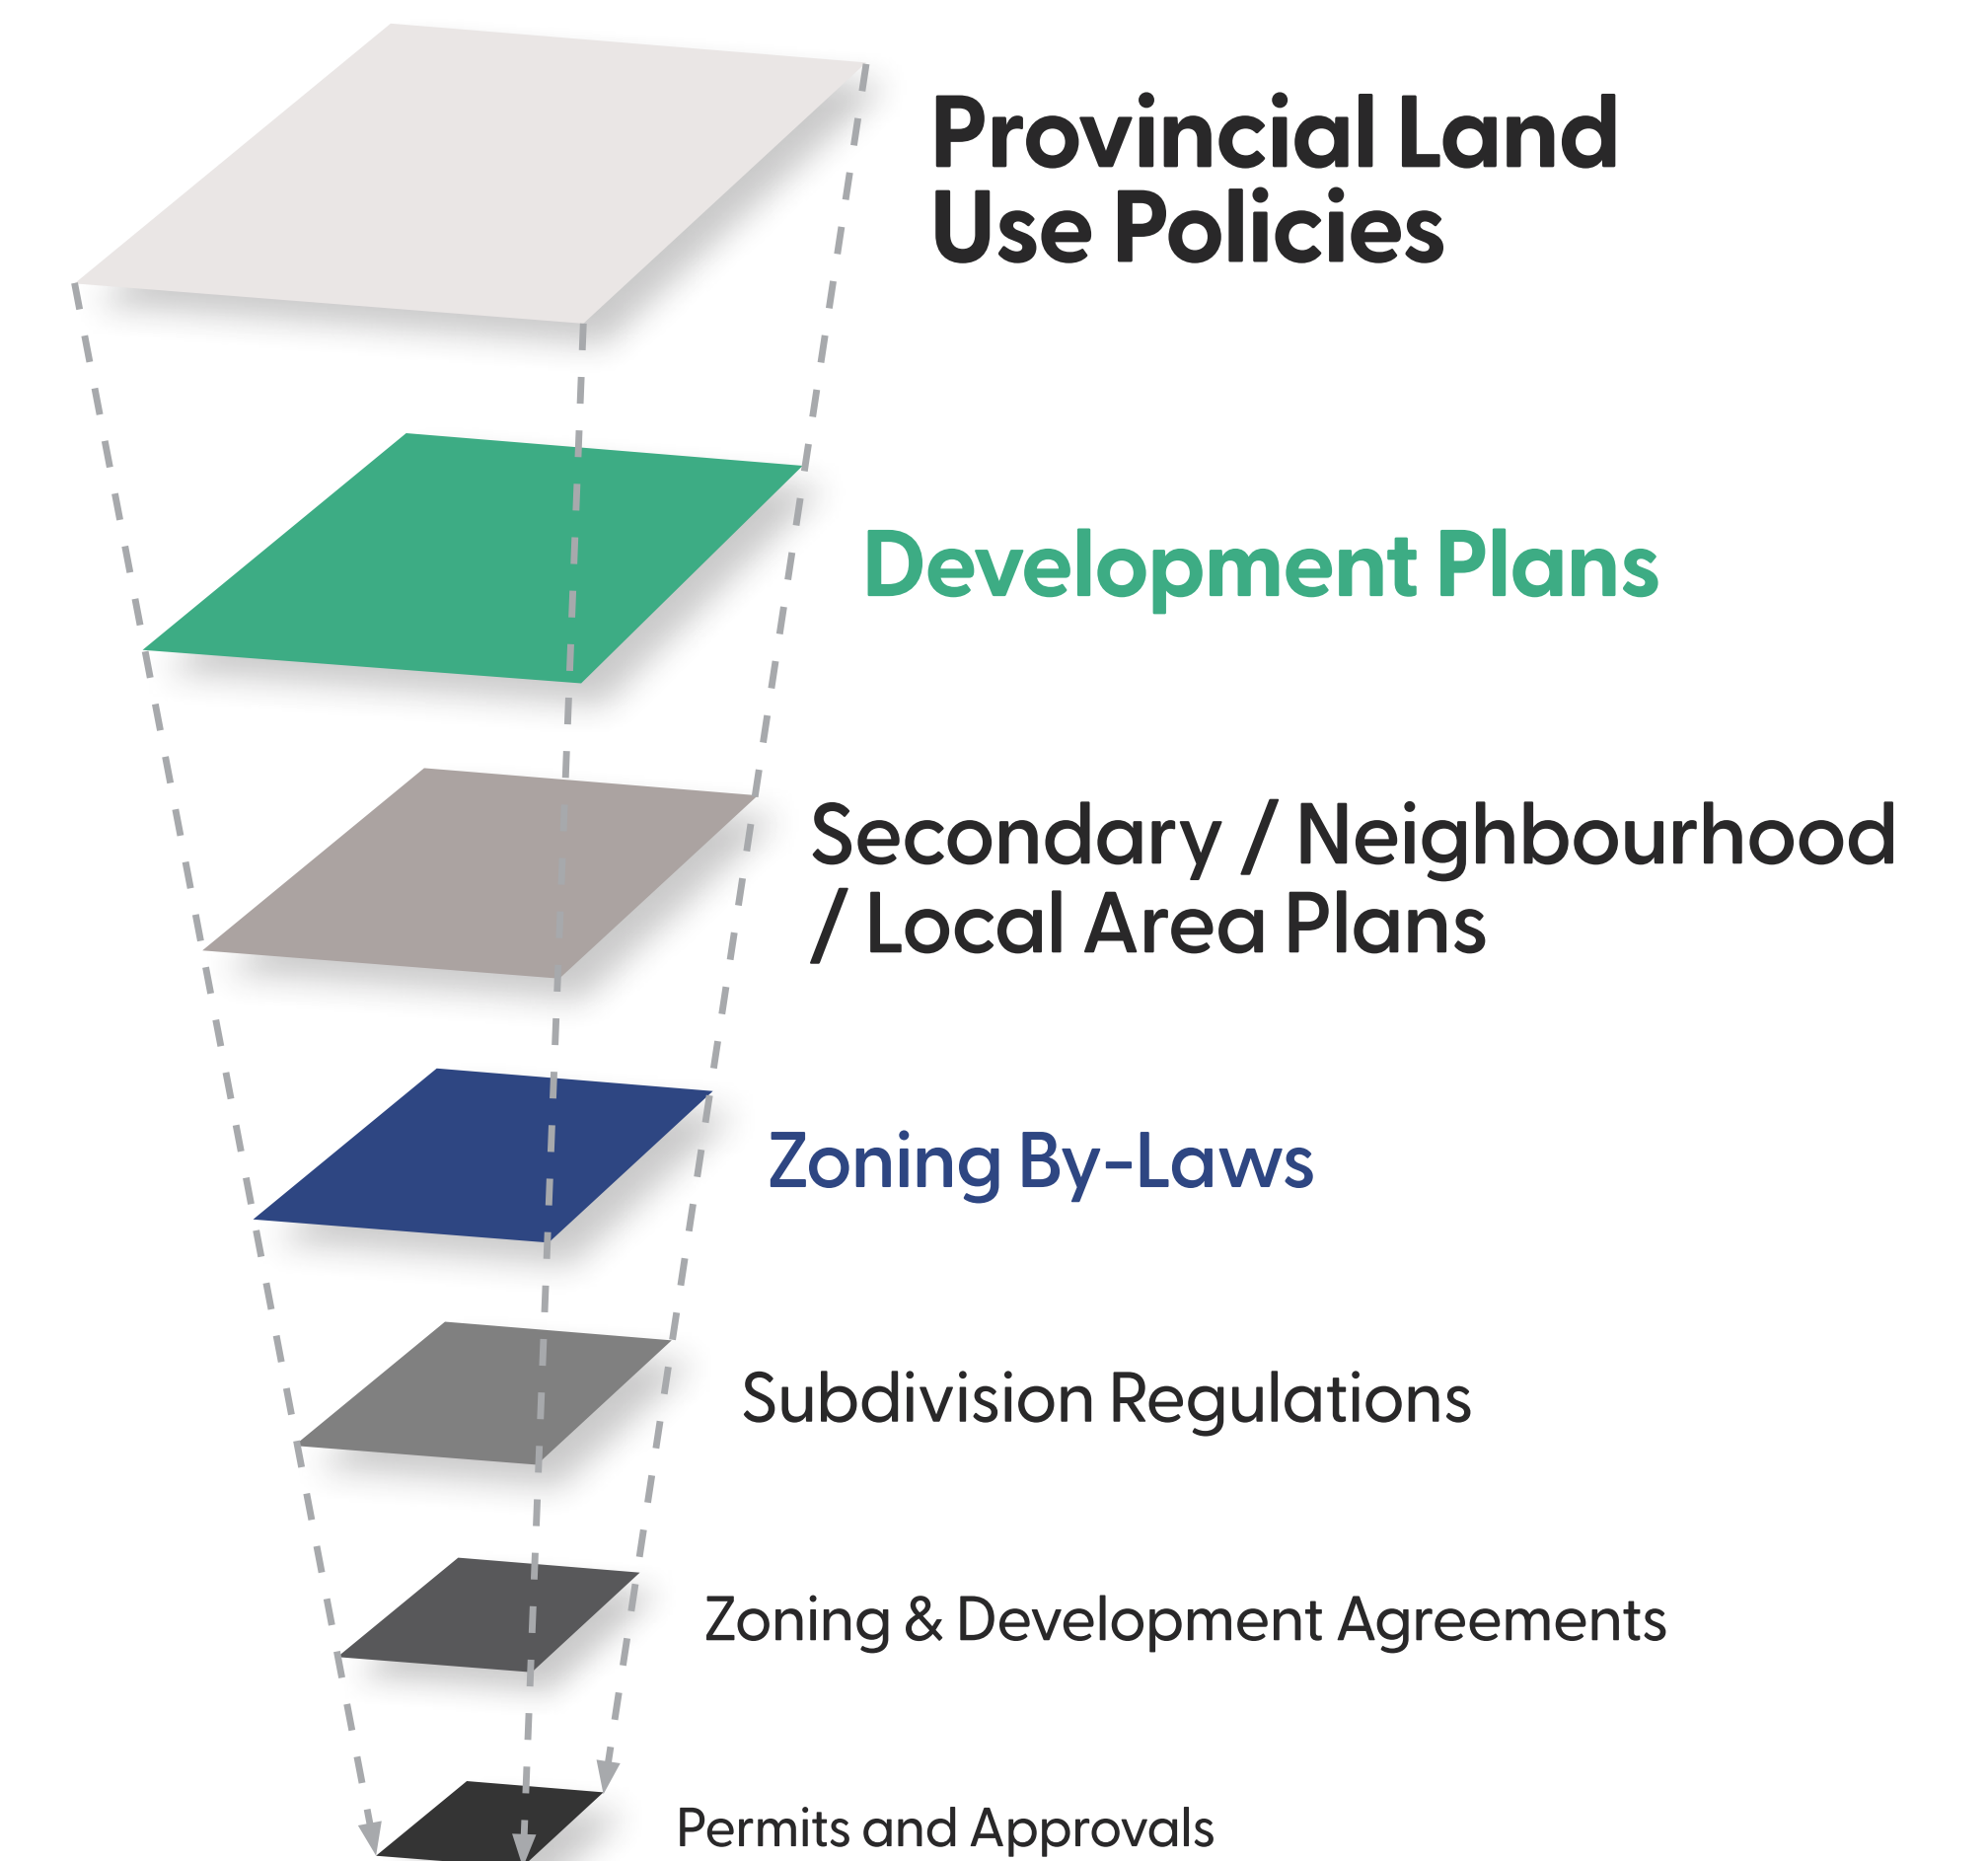 Provincial Land
Use Policies
Development Plans
Secondary / Neighbourhood
/ Local Area Plans
Zoning By-Laws
Subdivision Regulations
Zoning & Development Agreements
Permits and Approvals